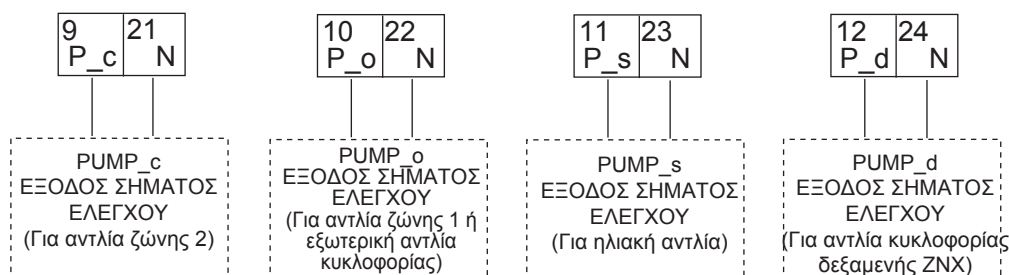 9 21
P_c N
PUMP_c
ΕΞΟΔΟΣ ΣΗΜΑΤΟΣ
ΕΛΕΓΧΟΥ
(Για αντλία ζώνης 2)
10 22
P_o N
PUMP_o
ΕΞΟΔΟΣ ΣΗΜΑΤΟΣ
ΕΛΕΓΧΟΥ
(Για αντλία ζώνης 1 ή
εξωτερική αντλία
κυκλοφορίας)
11 23
P_s N
PUMP_s
ΕΞΟΔΟΣ ΣΗΜΑΤΟΣ
ΕΛΕΓΧΟΥ
(Για ηλιακή αντλία)
12 24
P_d N
PUMP_d
ΕΞΟΔΟΣ ΣΗΜΑΤΟΣ
ΕΛΕΓΧΟΥ
(Για αντλία κυκλοφορίας
δεξαμενής ΖΝΧ)